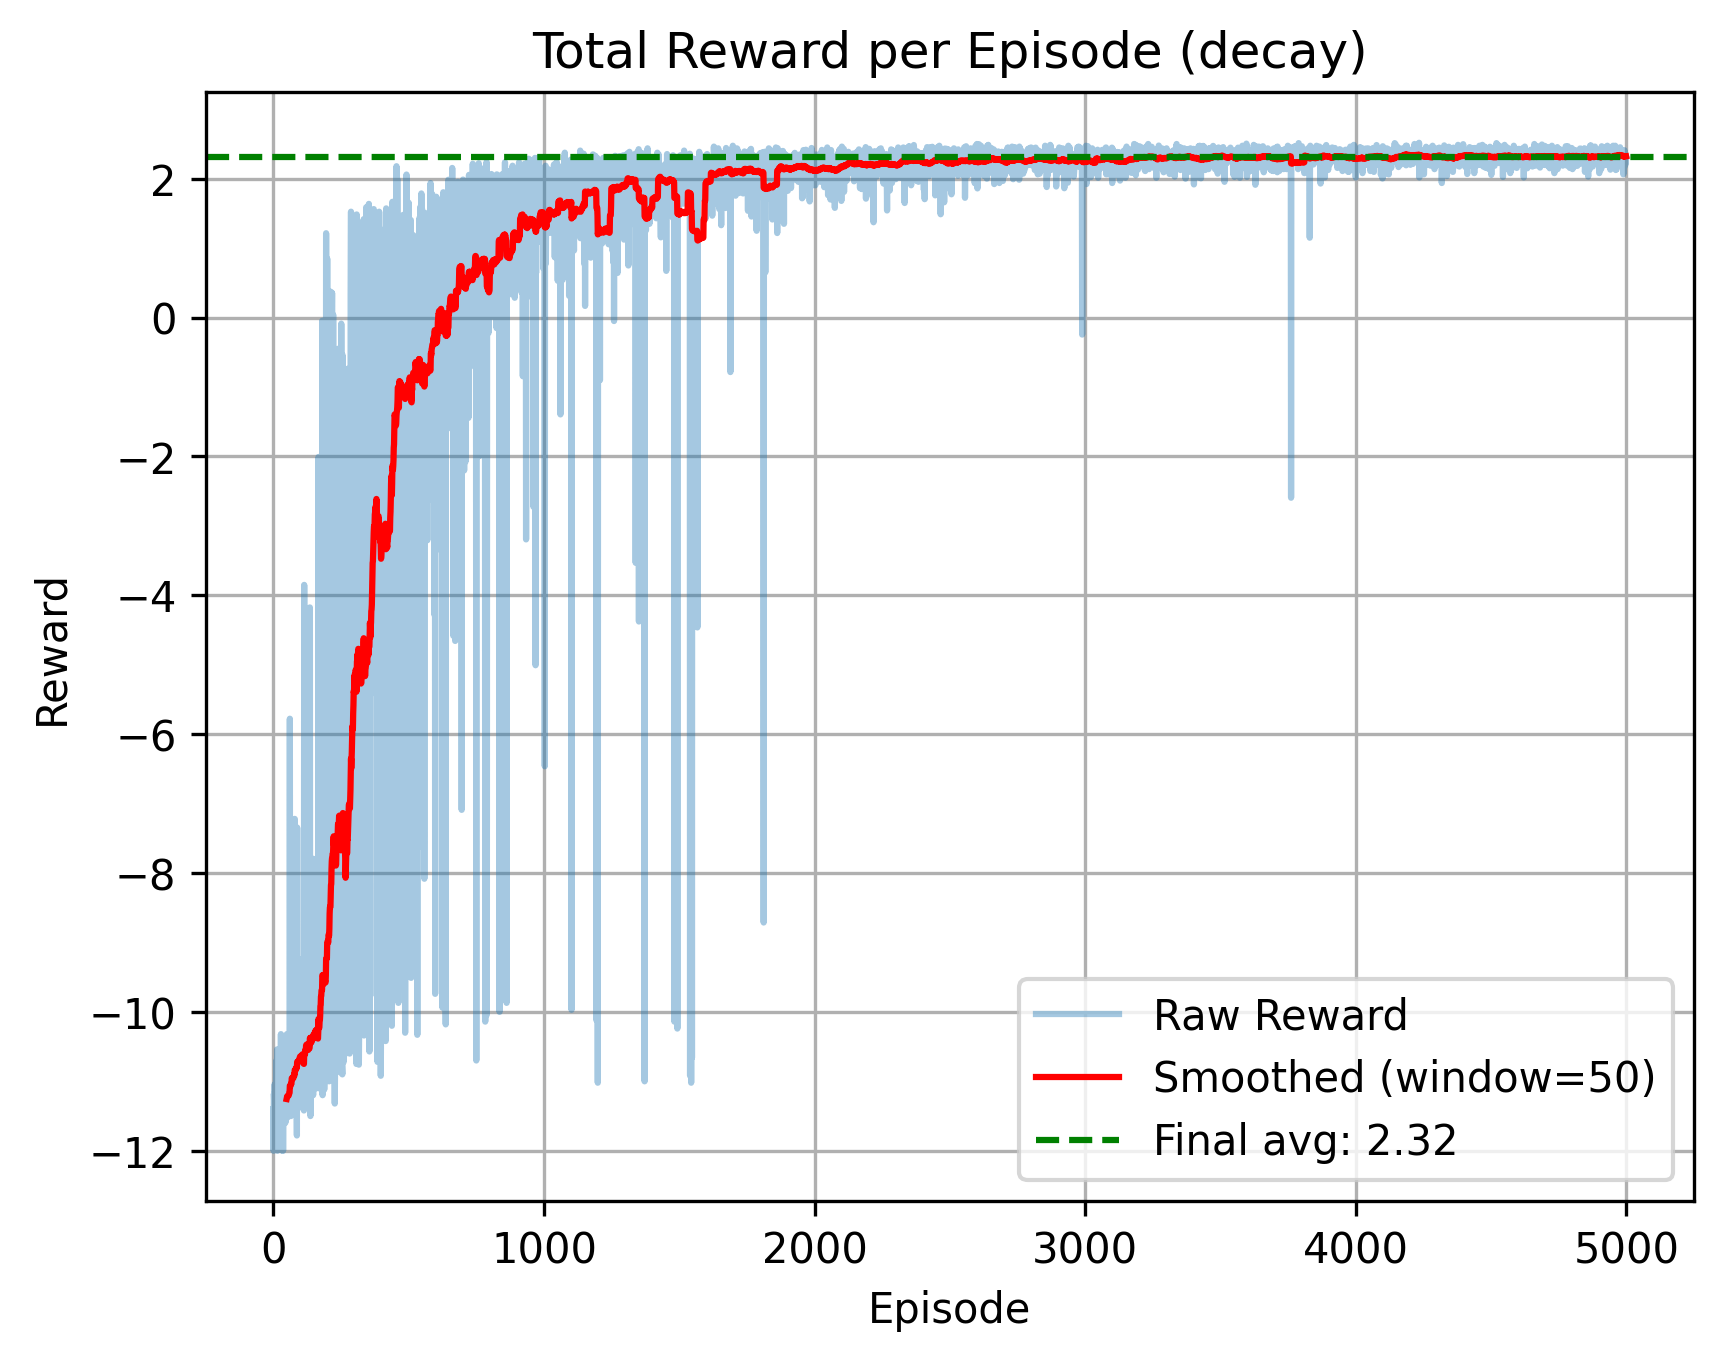 Total Reward per Episode (decay)
2
0
−2
−4
−6
−8
−10
−12
Reward
0 1000 2000 3000 4000 5000
Episode
Raw Reward
Smoothed (window=50)
Final avg: 2.32